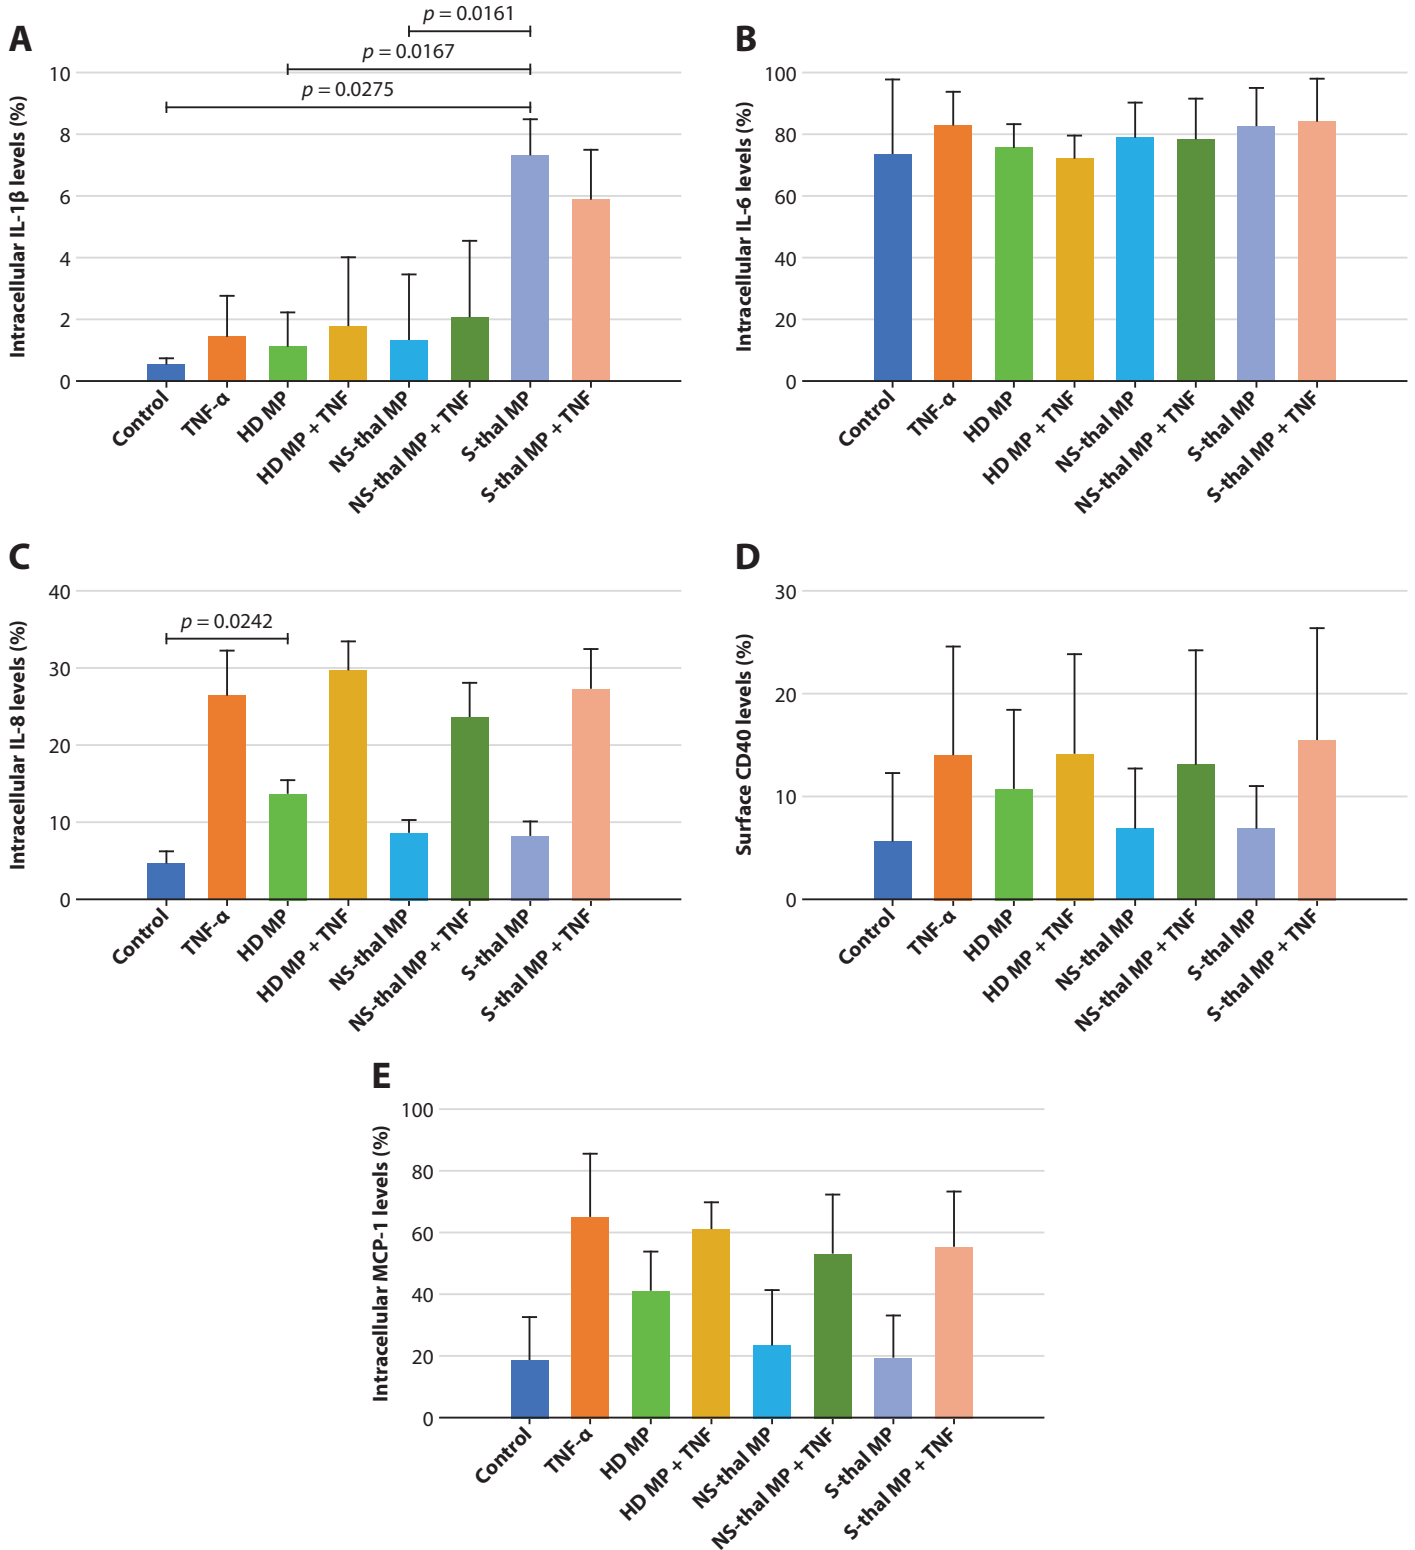 A
p = 0.0161
p = 0.0167
p = 0.0275
Intracellular IL-1β levels (%)
10
8
6
4
2
0
Control
TNF-α
HD MP
HD MP + TNF
NS-thal MP
NS-thal MP + TNF
S-thal MP
S-thal MP + TNF
B
Intracellular IL-6 levels (%)
100
80
60
40
20
0
Control
TNF-α
HD MP
HD MP + TNF
NS-thal MP
NS-thal MP + TNF
S-thal MP
S-thal MP + TNF
C
p = 0.0242
Intracellular IL-8 levels (%)
40
30
20
10
0
Control
TNF-α
HD MP
HD MP + TNF
NS-thal MP
NS-thal MP + TNF
S-thal MP
S-thal MP + TNF
D
Surface CD40 levels (%)
30
20
10
0
Control
TNF-α
HD MP
HD MP + TNF
NS-thal MP
NS-thal MP + TNF
S-thal MP
S-thal MP + TNF
E
Intracellular MCP-1 levels (%)
100
80
60
40
20
0
Control
TNF-α
HD MP
HD MP + TNF
NS-thal MP
NS-thal MP + TNF
S-thal MP
S-thal MP + TNF